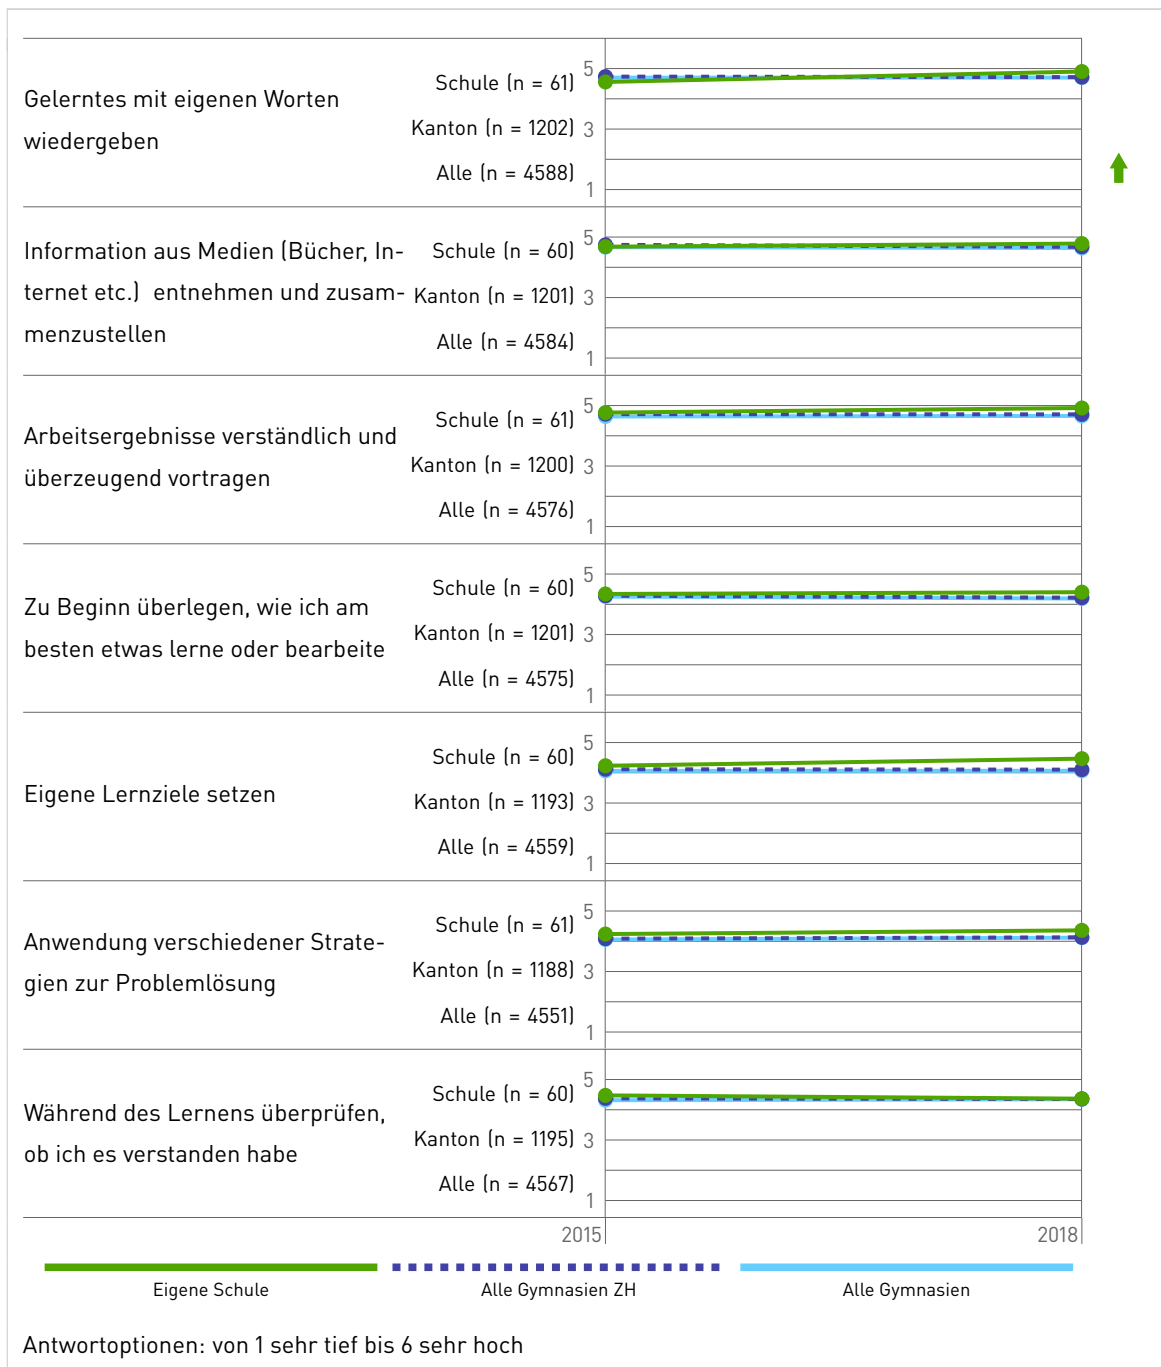 Gelerntes mit eigenen Worten
wiedergeben
Schule (n = 61)
Kanton (n = 1202)
Alle (n = 4588)
5
3
1
Information aus Medien (Bücher, In-
ternet etc.) entnehmen und zusam-
menzustellen
Schule (n = 60)
Kanton (n = 1201)
Alle (n = 4584)
5
3
1
Arbeitsergebnisse verständlich und
überzeugend vortragen
Schule (n = 61)
Kanton (n = 1200)
Alle (n = 4576)
5
3
1
Zu Beginn überlegen, wie ich am
besten etwas lerne oder bearbeite
Schule (n = 60)
Kanton (n = 1201)
Alle (n = 4575)
5
3
1
Eigene Lernziele setzen
Schule (n = 60)
Kanton (n = 1193)
Alle (n = 4559)
5
3
1
Anwendung verschiedener Strate-
gien zur Problemlösung
Schule (n = 61)
Kanton (n = 1188)
Alle (n = 4551)
5
3
1
Während des Lernens überprüfen,
ob ich es verstanden habe
Schule (n = 60)
Kanton (n = 1195)
Alle (n = 4567)
5
3
1
2015 2018
Eigene Schule Alle Gymnasien ZH Alle Gymnasien
Antwortoptionen: von 1 sehr tief bis 6 sehr hoch